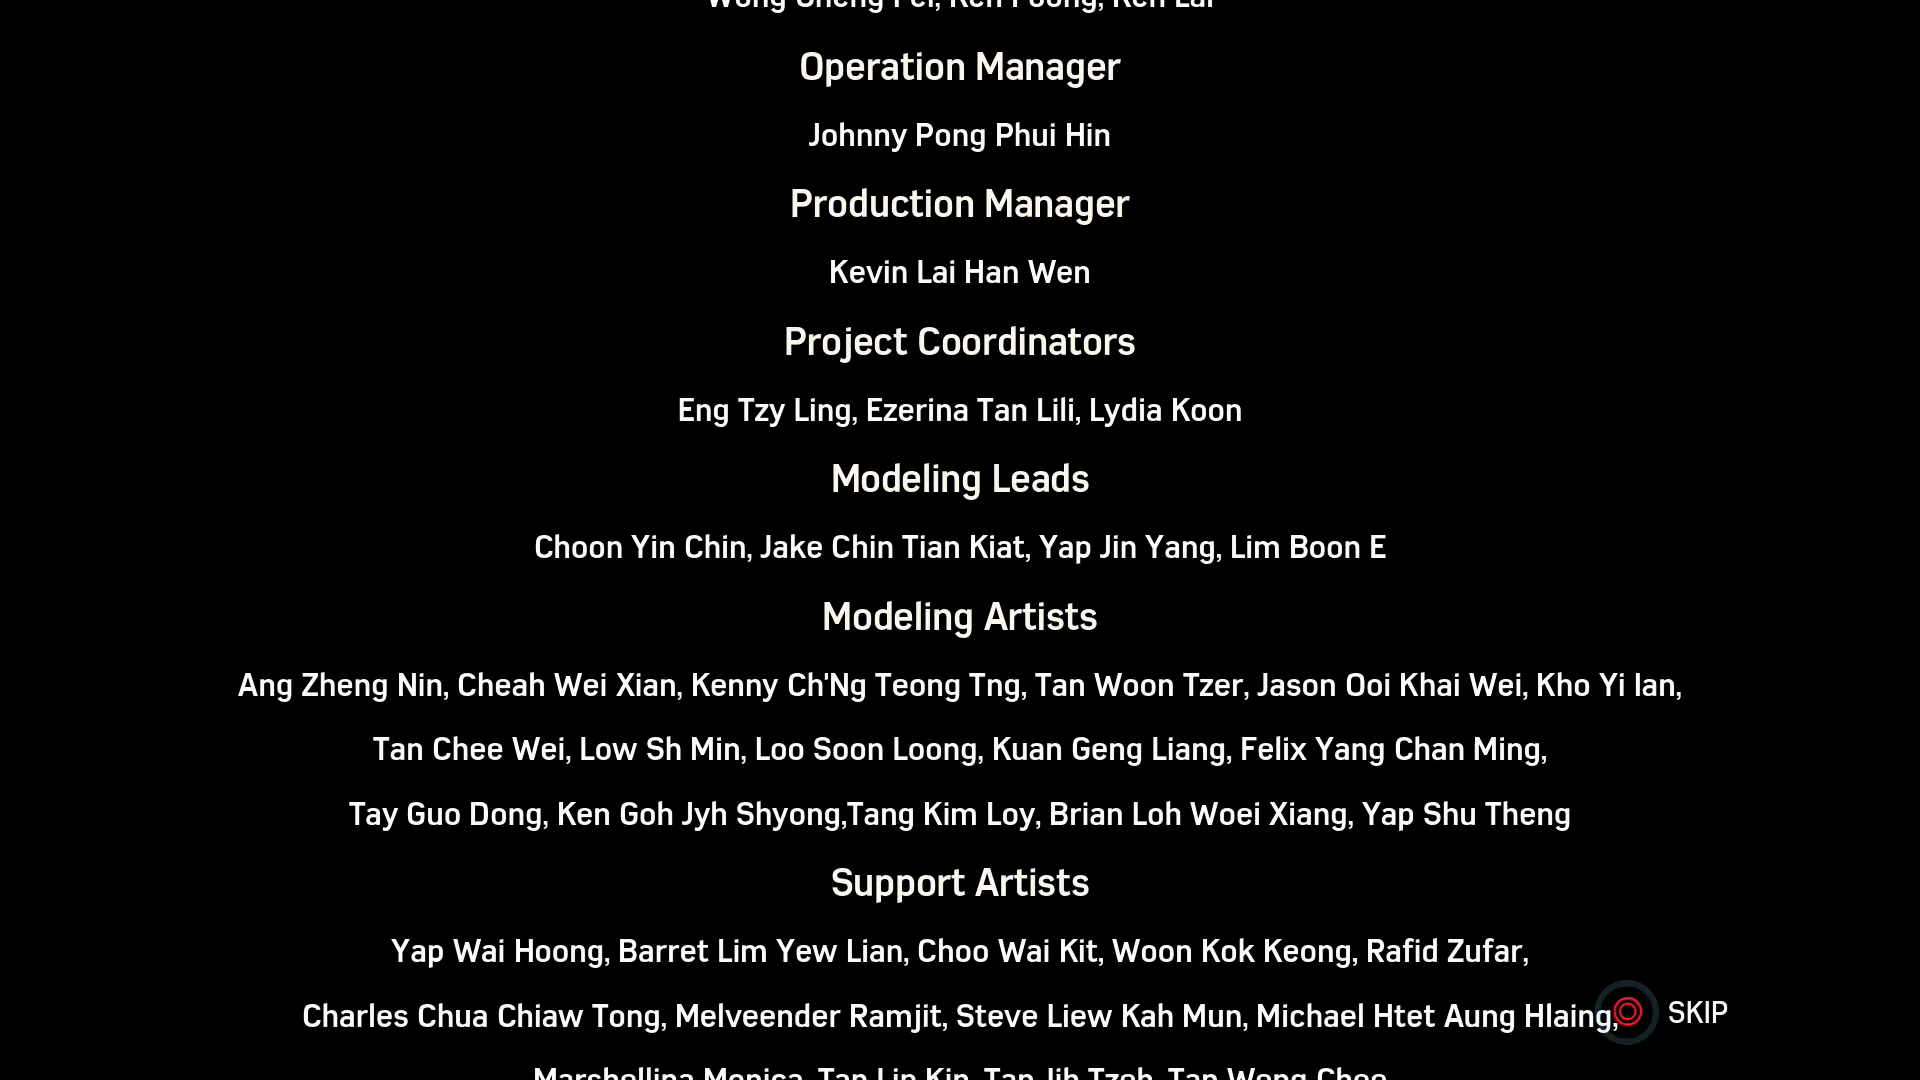 Wong Sheng Fei, Ken Foong, Ken Lai
Operation Manager
Johnny Pong Phui Hin
Production Manager
Kevin Lai Han Wen
Project Coordinators
Eng Tzy Ling, Ezerina Tan Lili, Lydia Koon
Modeling Leads
Choon Yin Chin, Jake Chin Tian Kiat, Yap Jin Yang, Lim Boon E
Modeling Artists
Ang Zheng Nin, Cheah Wei Xian, Kenny Ch'Ng Teong Tng, Tan Woon Tzer, Jason Ooi Khai Wei, Kho Yi Ian,
Tan Chee Wei, Low Sh Min, Loo Soon Loong, Kuan Geng Liang, Felix Yang Chan Ming,
Tay Guo Dong, Ken Goh Jyh Shyong,Tang Kim Loy, Brian Loh Woei Xiang, Yap Shu Theng
Support Artists
Yap Wai Hoong, Barret Lim Yew Lian, Choo Wai Kit, Woon Kok Keong, Rafid Zufar,
Charles Chua Chiaw Tong, Melveender Ramjit, Steve Liew Kah Mun, Michael Htet Aung Hlaing,
SKIP
Monica, Tan Lip Kin, Tan Jih Tzeh, Tan Wong Choo